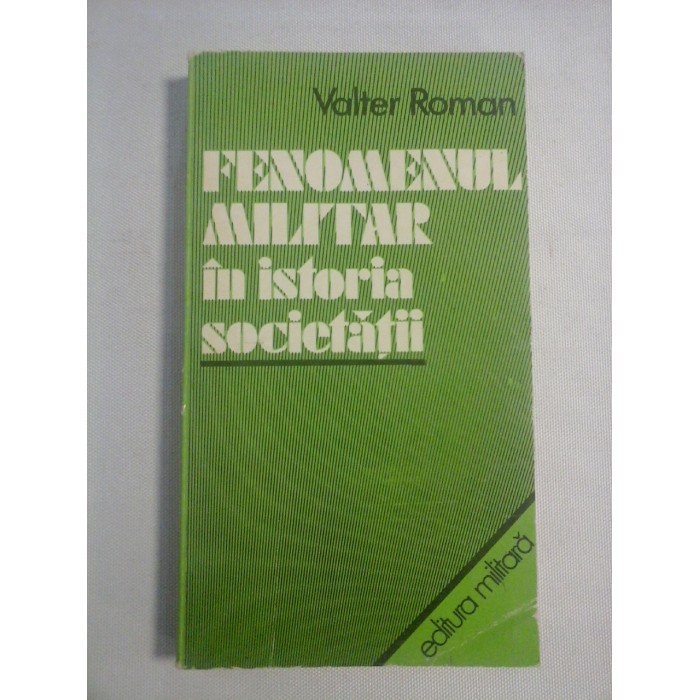 Valter Roman
FENOMENUL
MILITAR
în istoria
societății
editura militară